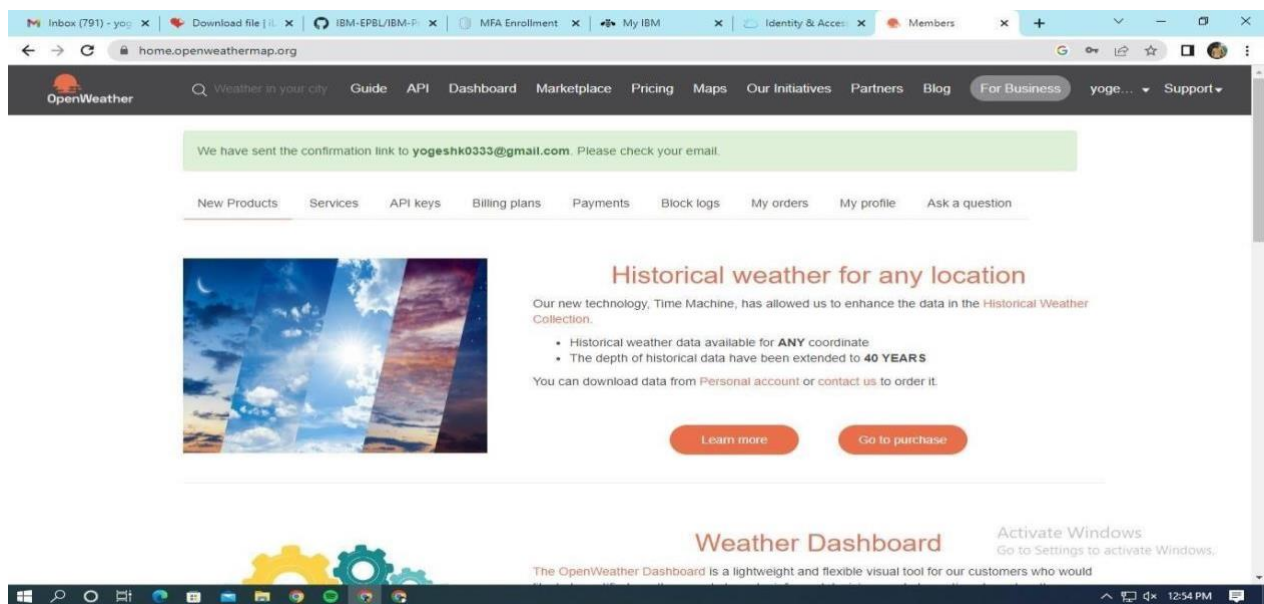 Inbox (791) - yog
Download file | iL
IBM-EPBL/IBM-P
MFA Enrollment
My IBM
Identity & Acces
Members
home.openweathermap.org
OpenWeather
Weather in your city
Guide API Dashboard Marketplace Pricing Maps Our Initiatives Partners Blog For Business yoge... Support
We have sent the confirmation link to yogeshk0333@gmail.com. Please check your email.
New Products Services API keys Billing plans Payments Block logs My orders My profile Ask a question
Historical weather for any location
Our new technology, Time Machine, has allowed us to enhance the data in the Historical Weather
Collection.
• Historical weather data available for ANY coordinate
• The depth of historical data have been extended to 40 YEARS
You can download data from Personal account or contact us to order it.
Learn more Go to purchase
Weather Dashboard
The OpenWeather Dashboard is a lightweight and flexible visual tool for our customers who would
Activate Windows
Go to Settings to activate Windows.
12:54 PM